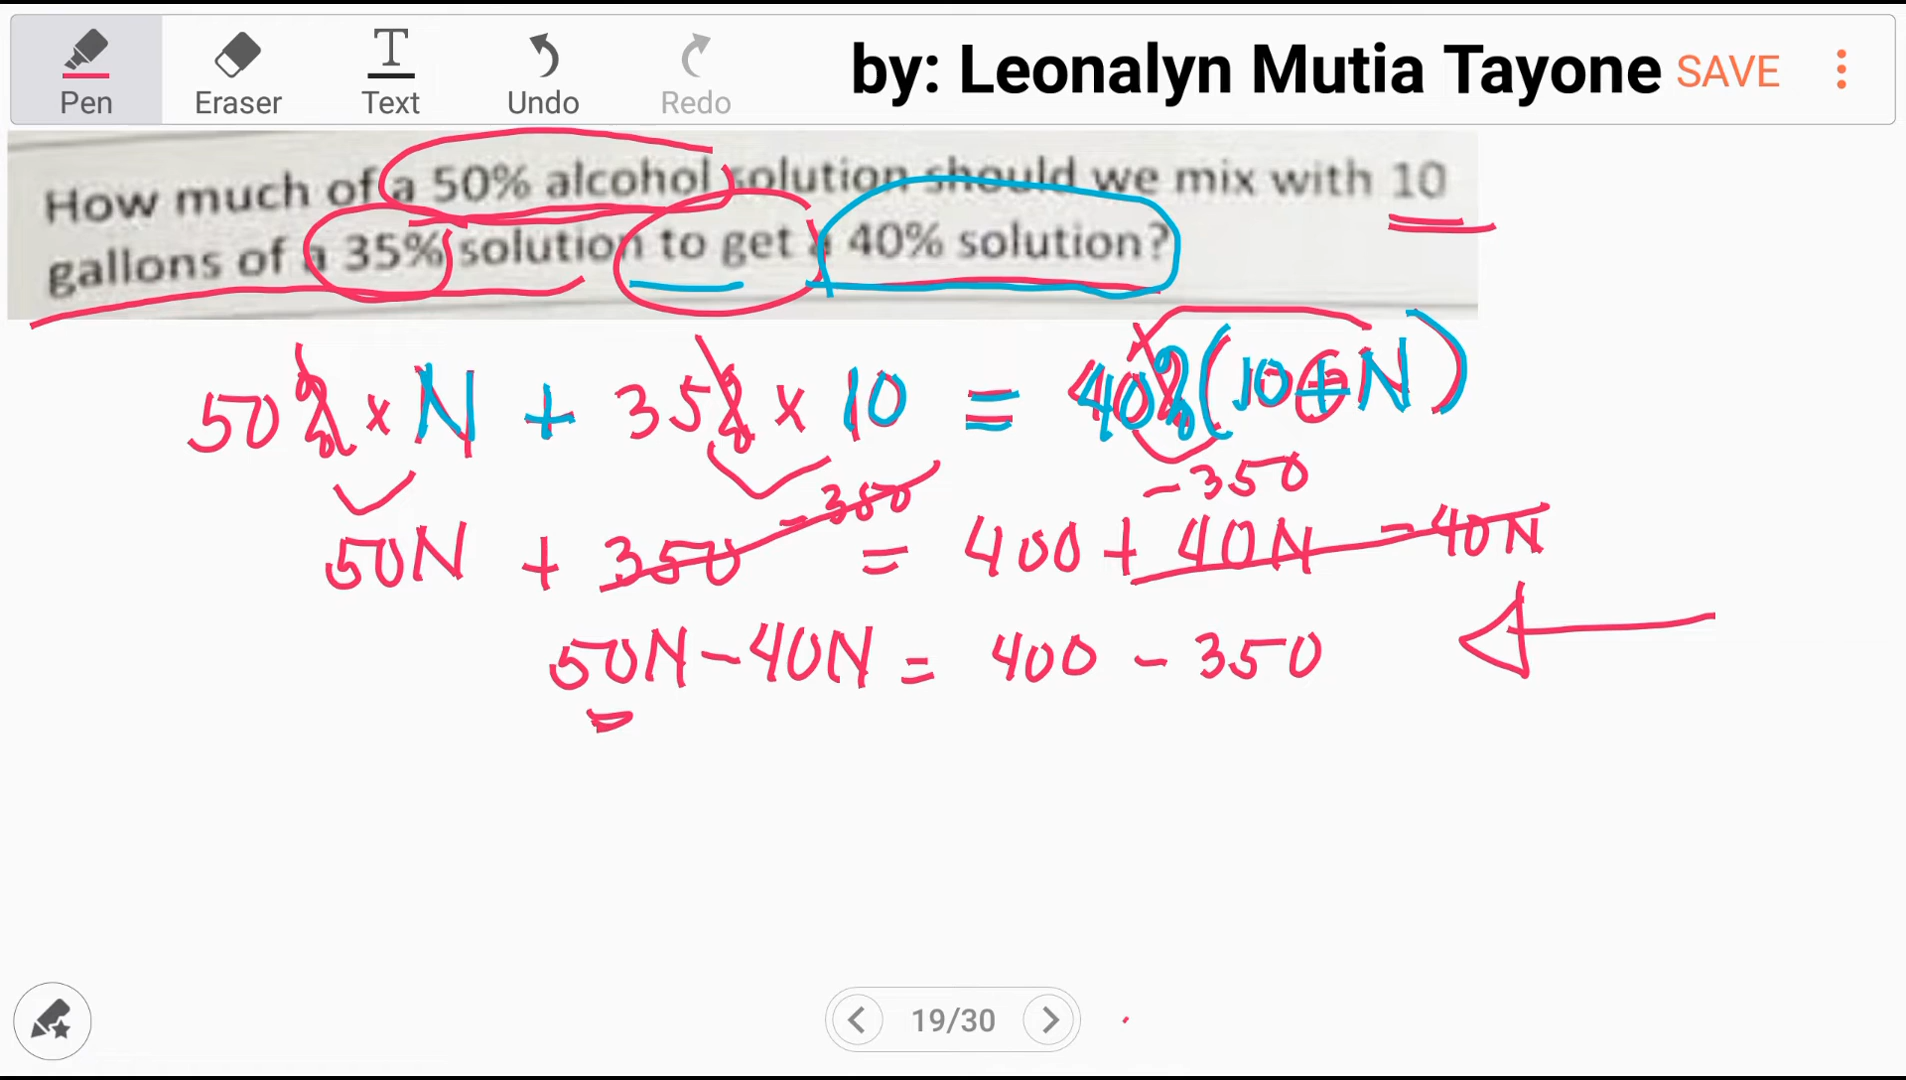 by: Leonalyn Mutia Tayone SAVE
Pen Eraser Text Undo Redo
How much of a 50% alcohol solution should we mix with 10
gallons of a 35% solution to get a 40% solution?
50% x N + 35% x 10 = 40% (10 + N)
-350 -350
50N + 350 = 400 + 40N - 40N
50N - 40N = 400 - 350
19/30